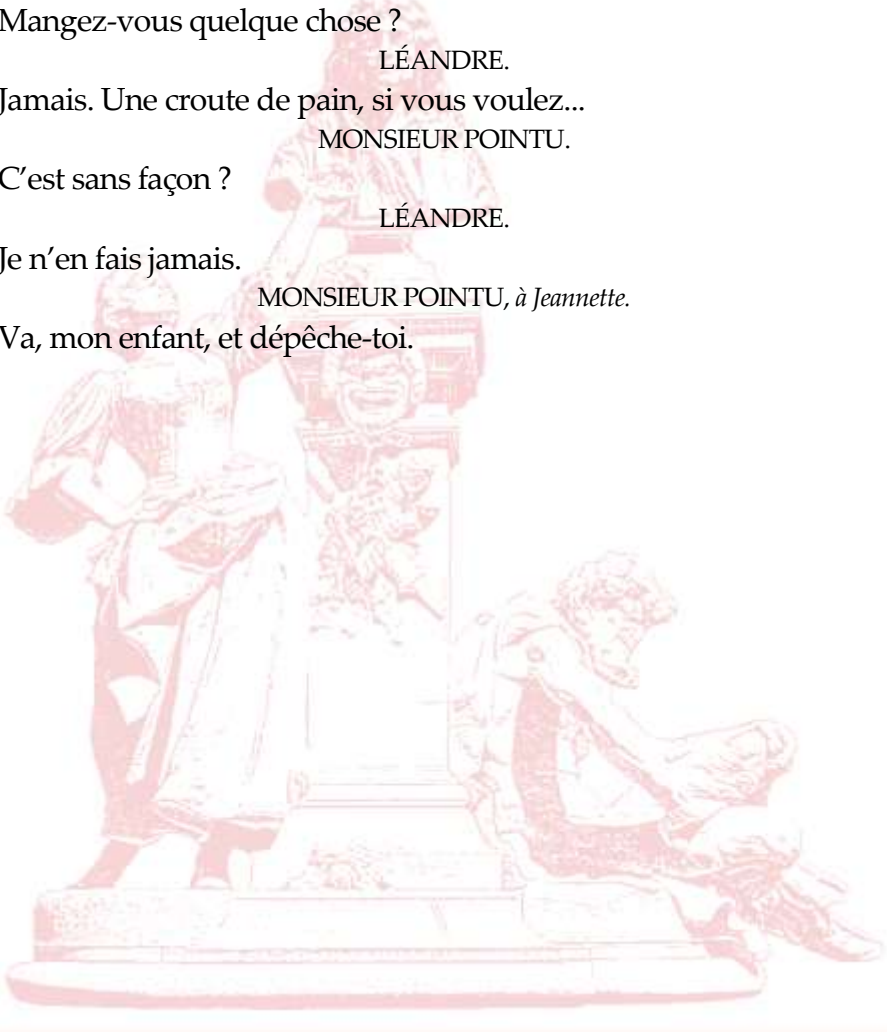 Mangez-vous quelque chose ?
LÉANDRE.
Jamais. Une croute de pain, si vous voulez...
MONSIEUR POINTU.
C’est sans façon ?
LÉANDRE.
Je n’en fais jamais.
MONSIEUR POINTU, à Jeannette.
Va, mon enfant, et dépêche-toi.